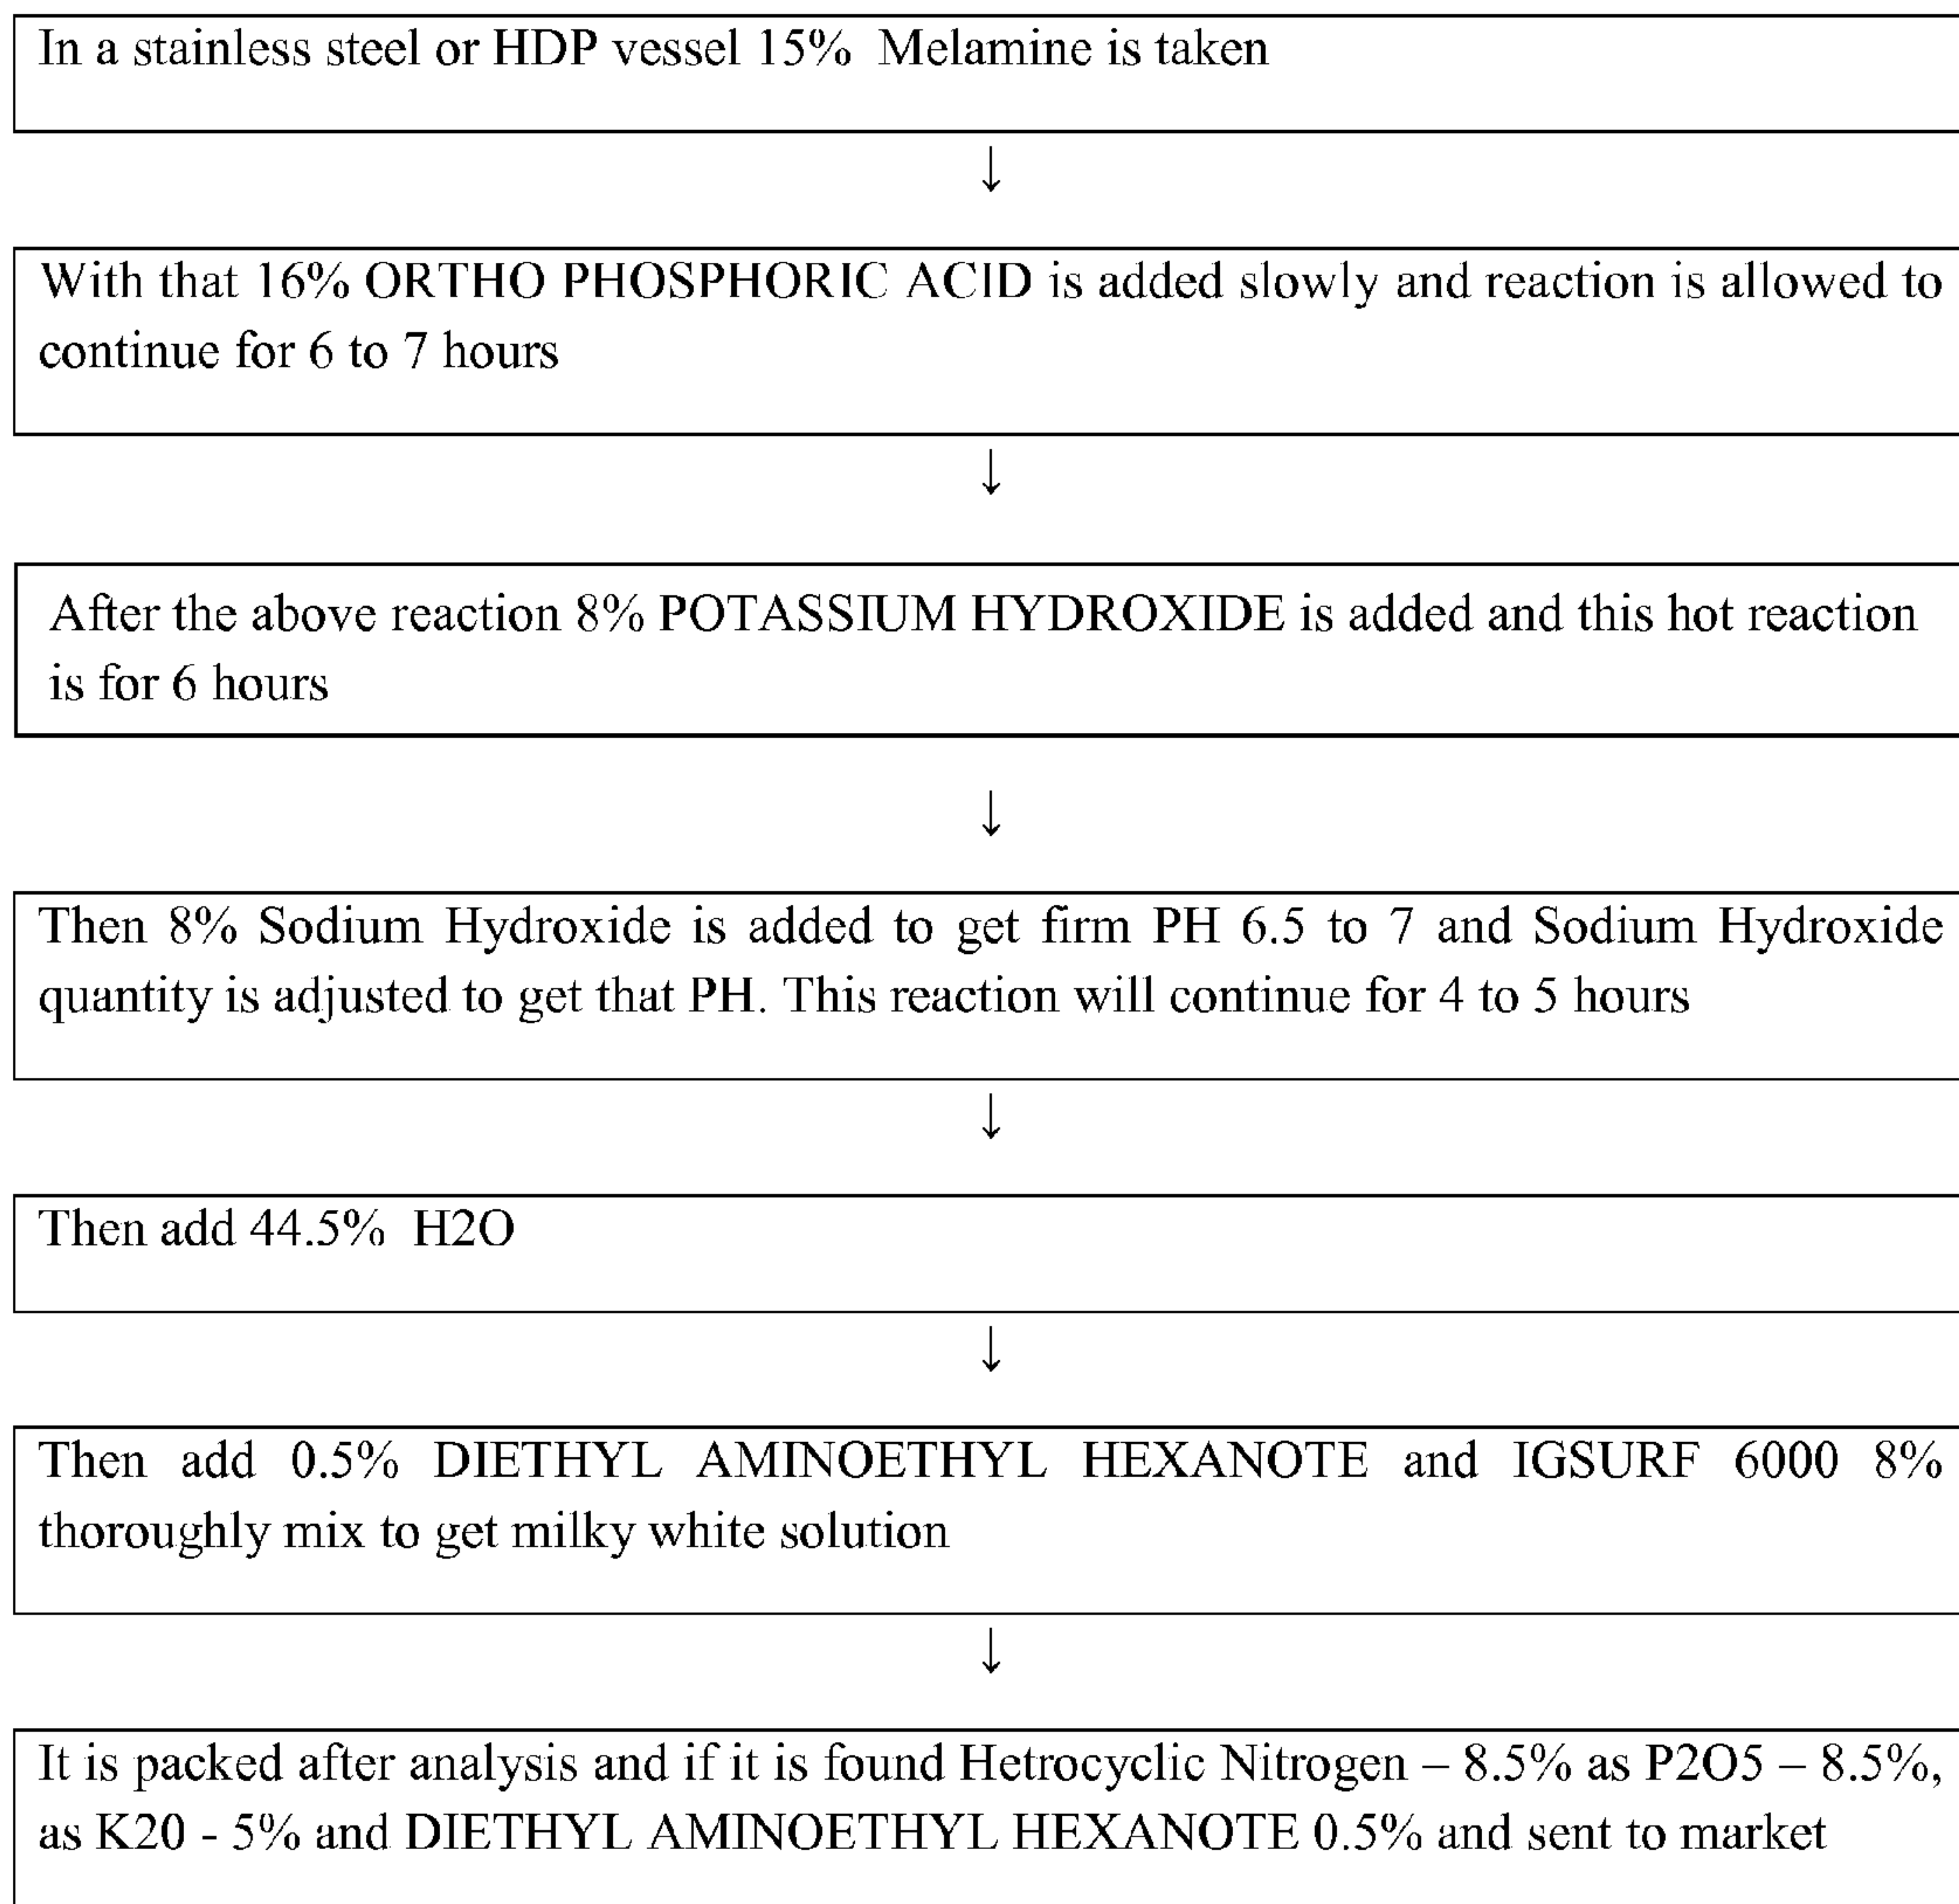 In a stainless steel or HDP vessel 15% Melamine is taken
↓
With that 16% ORTHO PHOSPHORIC ACID is added slowly and reaction is allowed to
continue for 6 to 7 hours
↓
After the above reaction 8% POTASSIUM HYDROXIDE is added and this hot reaction
is for 6 hours
↓
Then 8% Sodium Hydroxide is added to get firm PH 6.5 to 7 and Sodium Hydroxide
quantity is adjusted to get that PH. This reaction will continue for 4 to 5 hours
↓
Then add 44.5% H2O
↓
Then add 0.5% DIETHYL AMINOETHYL HEXANOTE and IGSURF 6000 8%
thoroughly mix to get milky white solution
↓
It is packed after analysis and if it is found Hetrocyclic Nitrogen – 8.5% as P2O5 – 8.5%,
as K20 - 5% and DIETHYL AMINOETHYL HEXANOTE 0.5% and sent to market